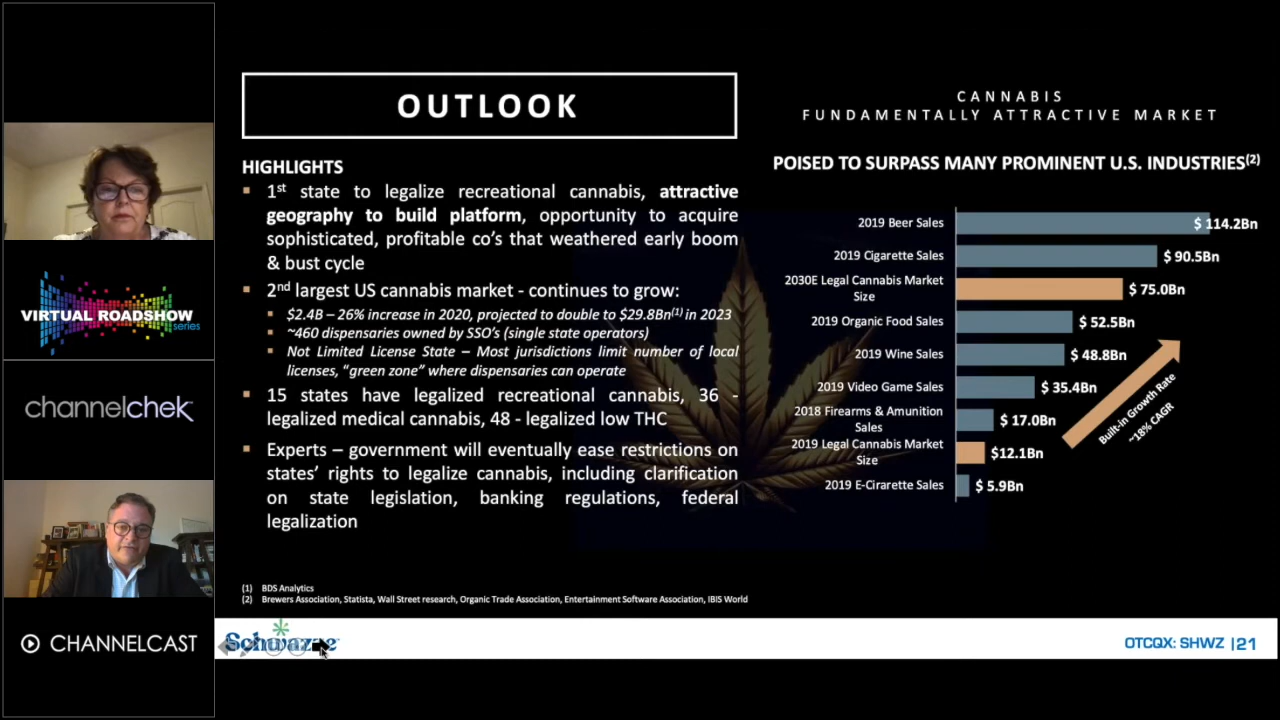 OUTLOOK
HIGHLIGHTS
1st state to legalize recreational cannabis, attractive
geography to build platform, opportunity to acquire
sophisticated, profitable co's that weathered early boom
& bust cycle
2nd largest US cannabis market - continues to grow:
$2.4B – 26% increase in 2020, projected to double to $29.8Bn(1) in 2023
~460 dispensaries owned by SSO's (single state operators)
Not Limited License State – Most jurisdictions limit number of local
licenses, "green zone" where dispensaries can operate
15 states have legalized recreational cannabis, 36 -
legalized medical cannabis, 48 - legalized low THC
Experts – government will eventually ease restrictions on
states' rights to legalize cannabis, including clarification
on state legislation, banking regulations, federal
legalization
CANNABIS
FUNDAMENTALLY ATTRACTIVE MARKET
POISED TO SURPASS MANY PROMINENT U.S. INDUSTRIES(2)
2019 Beer Sales $ 114.2Bn
2019 Cigarette Sales $ 90.5Bn
2030E Legal Cannabis Market
Size $ 75.0Bn
2019 Organic Food Sales $ 52.5Bn
2019 Wine Sales $ 48.8Bn
2019 Video Game Sales $ 35.4Bn
2018 Firearms & Amunition
Sales $ 17.0Bn
2019 Legal Cannabis Market
Size $12.1Bn
2019 E-Cirarette Sales $ 5.9Bn
Built-in Growth Rate
~18% CAGR
(1) BDS Analytics
(2) Brewers Association, Statista, Wall Street research, Organic Trade Association, Entertainment Software Association, IBIS World
Schwazze
OTCQX: SHWZ |21
VIRTUAL ROADSHOW
series
channelchek
CHANNELCAST